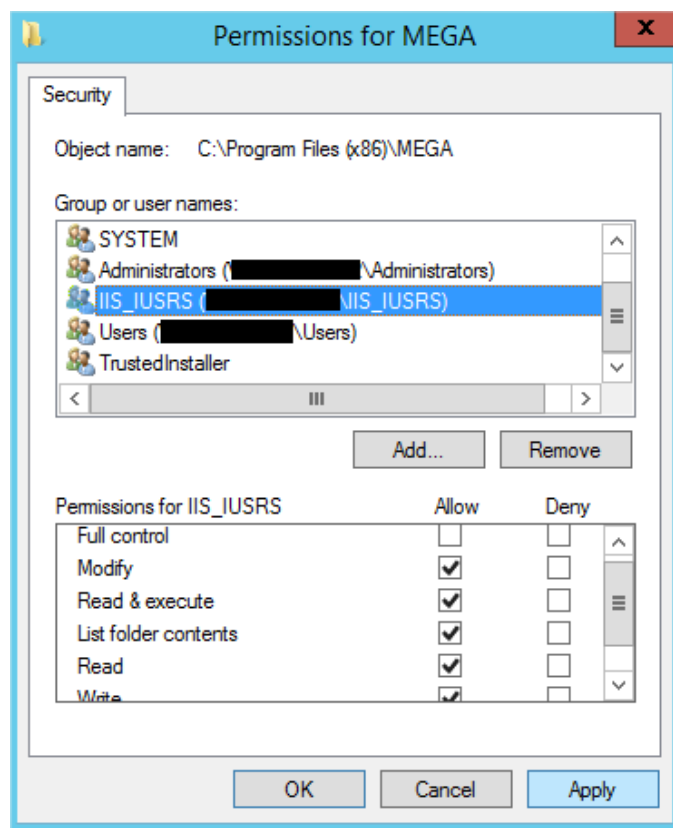 Permissions for MEGA
x
Security
Object name: C:\Program Files (x86)\MEGA
Group or user names:
SYSTEM
Administrators ( \Administrators)
IIS_IUSRS ( \IIS_IUSRS)
Users ( \Users)
TrustedInstaller
Add... Remove
Permissions for IIS_IUSRS Allow Deny
Full control
Modify
Read & execute
List folder contents
Read
Write
OK Cancel Apply